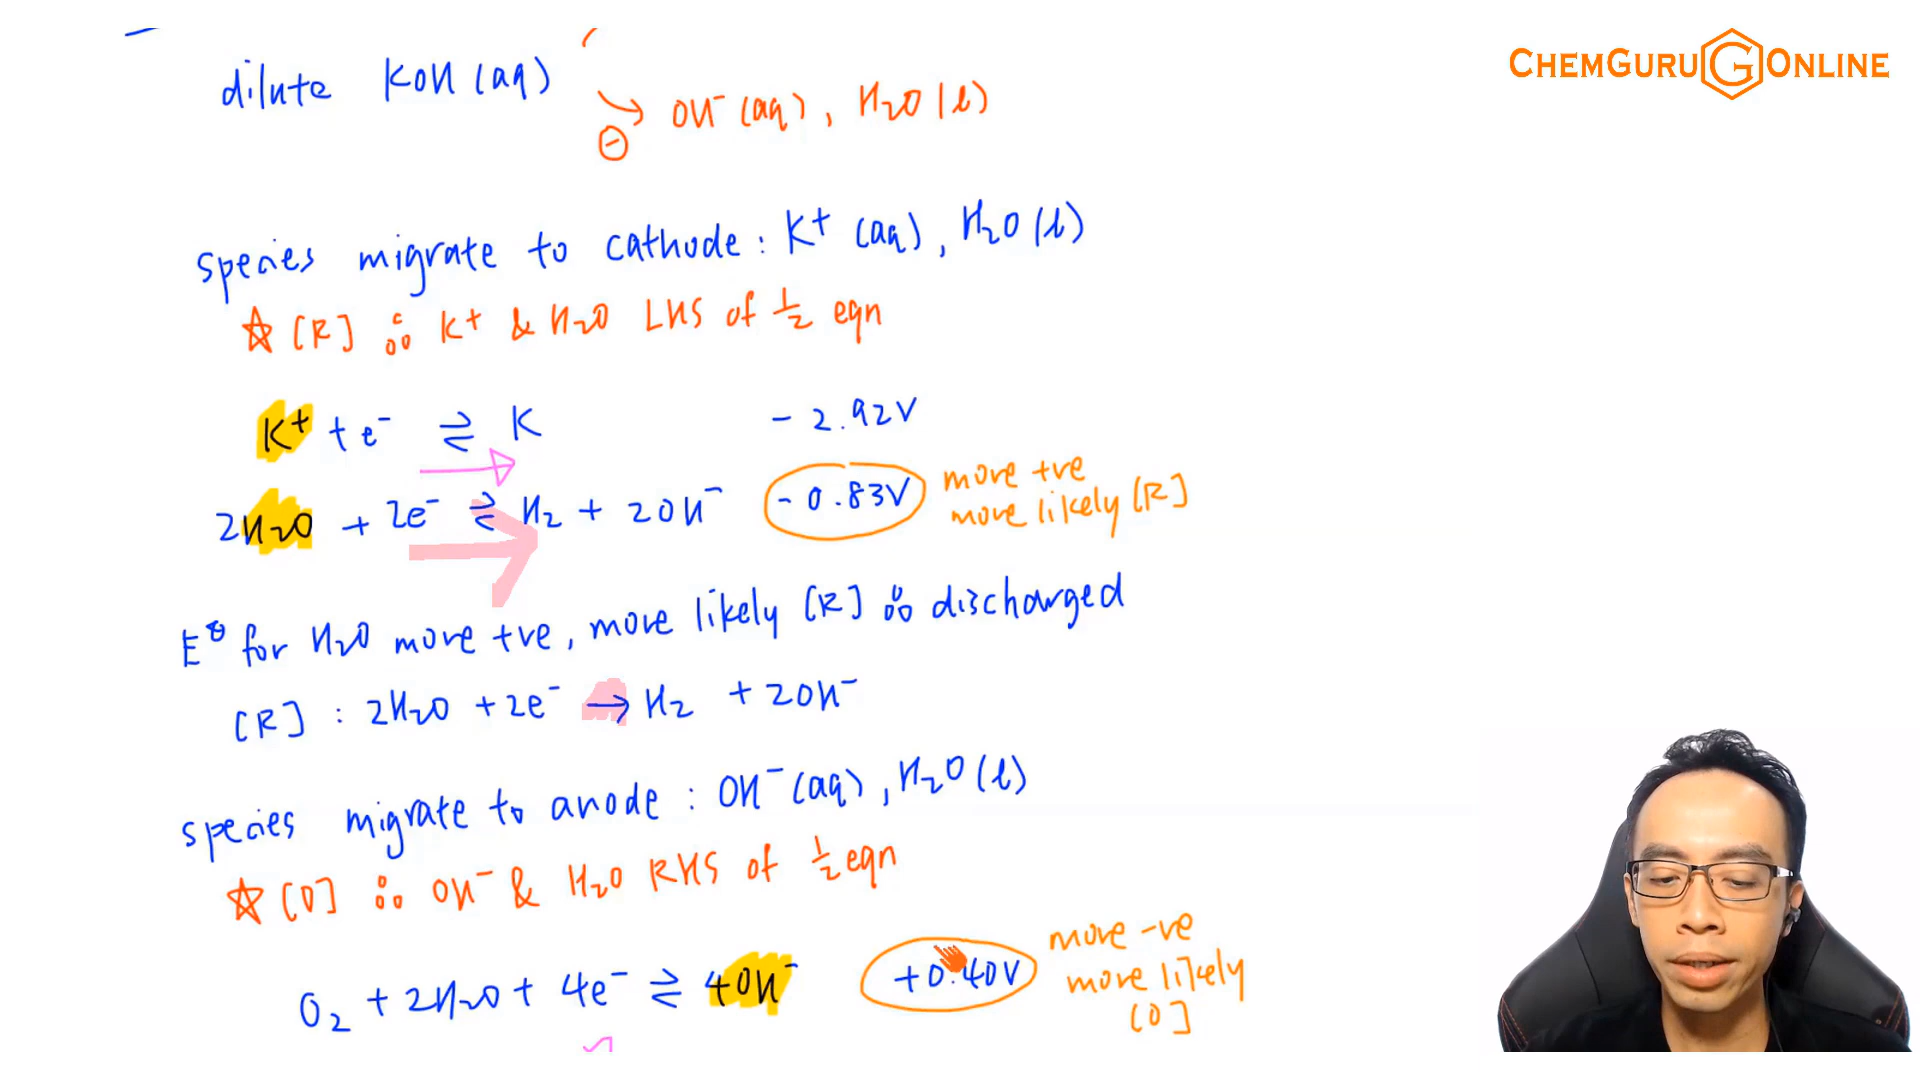 CHEMGURU G ONLINE
dilute KOH (aq)
⊖ → OH⁻ (aq), H₂O (l)
species migrate to cathode : K⁺ (aq), H₂O (l)
☆ [R] ∴ K⁺ & H₂O LHS of ½ eqn
K⁺ + e⁻ ⇌ K - 2.92V
2H₂O + 2e⁻ ⇌ H₂ + 2OH⁻ - 0.83V more +ve
more likely [R]
E⊖ for H₂O more +ve, more likely [R] ∴ discharged
[R] : 2H₂O + 2e⁻ → H₂ + 2OH⁻
species migrate to anode : OH⁻ (aq), H₂O (l)
☆ [O] ∴ OH⁻ & H₂O RHS of ½ eqn
O₂ + 2H₂O + 4e⁻ ⇌ 4OH⁻ +0.40V more -ve
more likely
[O]